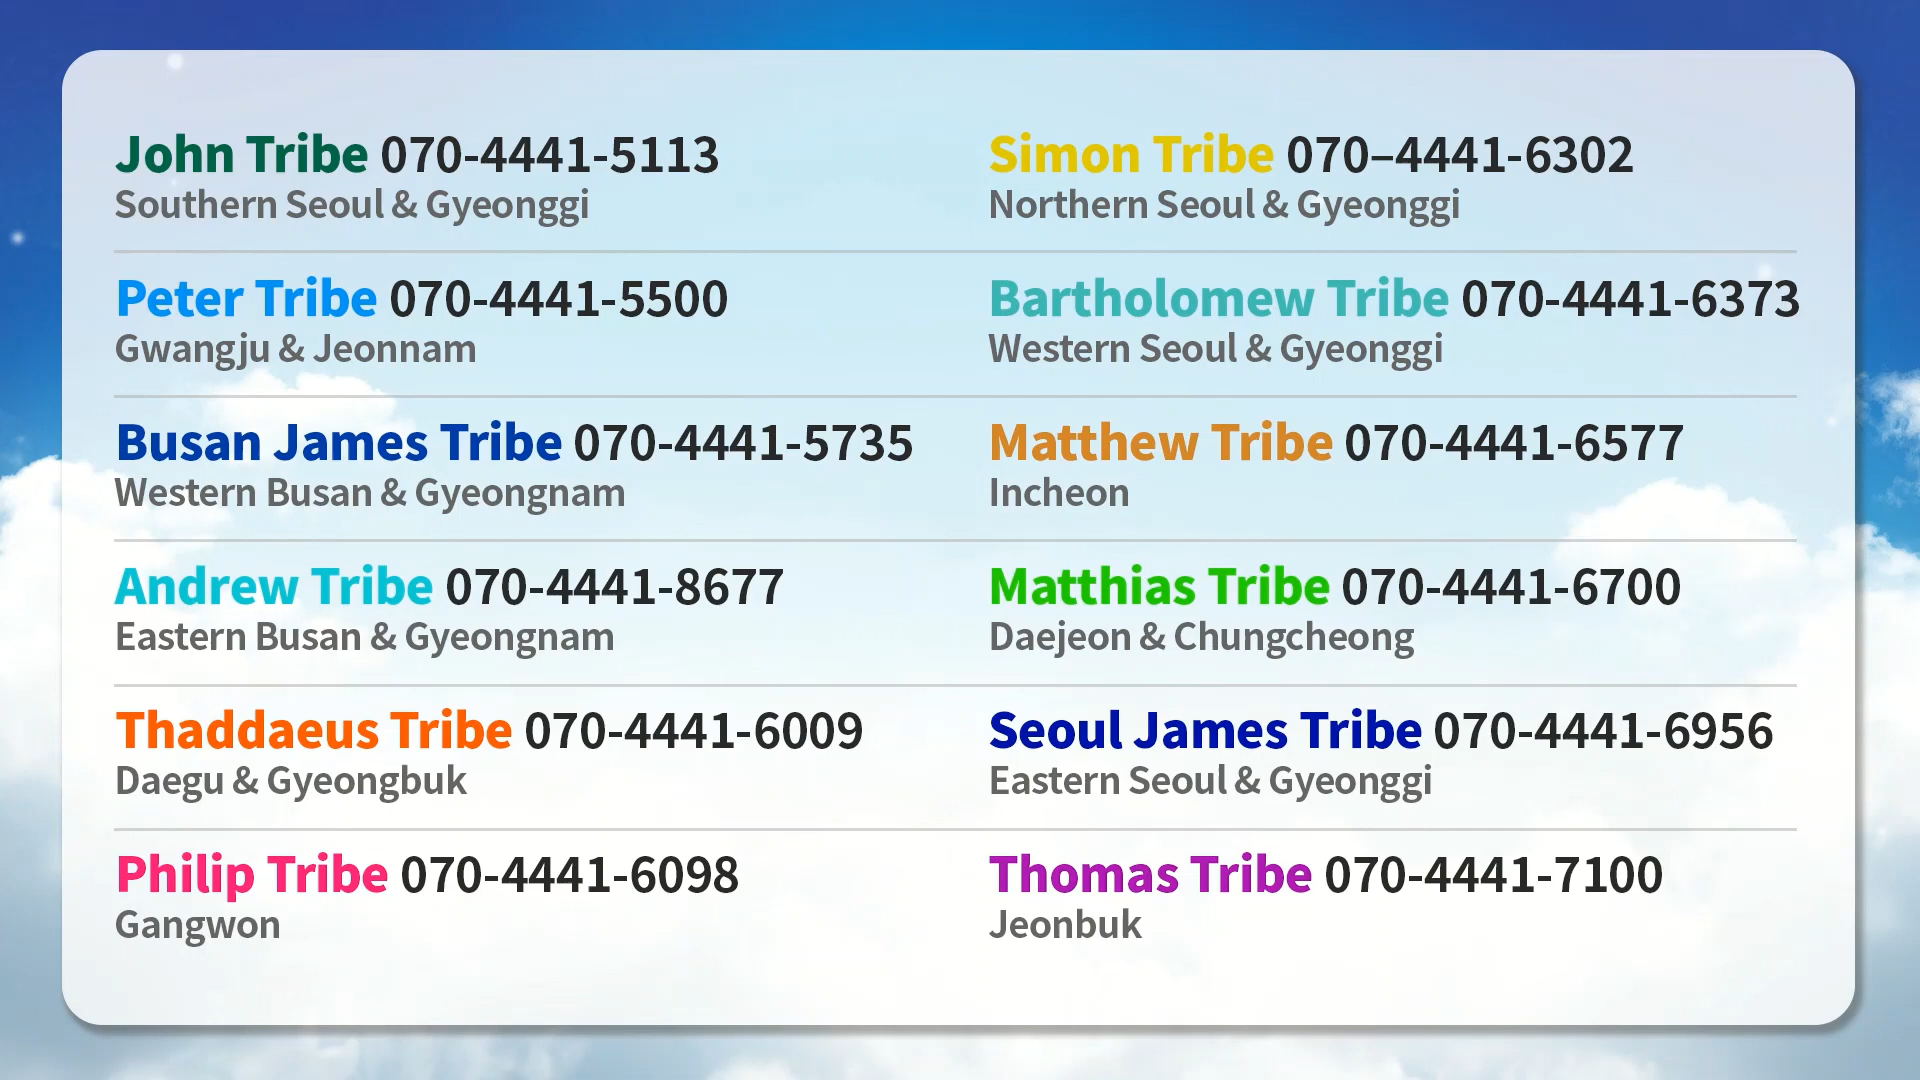 John Tribe 070-4441-5113
Southern Seoul & Gyeonggi
Simon Tribe 070–4441-6302
Northern Seoul & Gyeonggi
Peter Tribe 070-4441-5500
Gwangju & Jeonnam
Bartholomew Tribe 070-4441-6373
Western Seoul & Gyeonggi
Busan James Tribe 070-4441-5735
Western Busan & Gyeongnam
Matthew Tribe 070-4441-6577
Incheon
Andrew Tribe 070-4441-8677
Eastern Busan & Gyeongnam
Matthias Tribe 070-4441-6700
Daejeon & Chungcheong
Thaddaeus Tribe 070-4441-6009
Daegu & Gyeongbuk
Seoul James Tribe 070-4441-6956
Eastern Seoul & Gyeonggi
Philip Tribe 070-4441-6098
Gangwon
Thomas Tribe 070-4441-7100
Jeonbuk